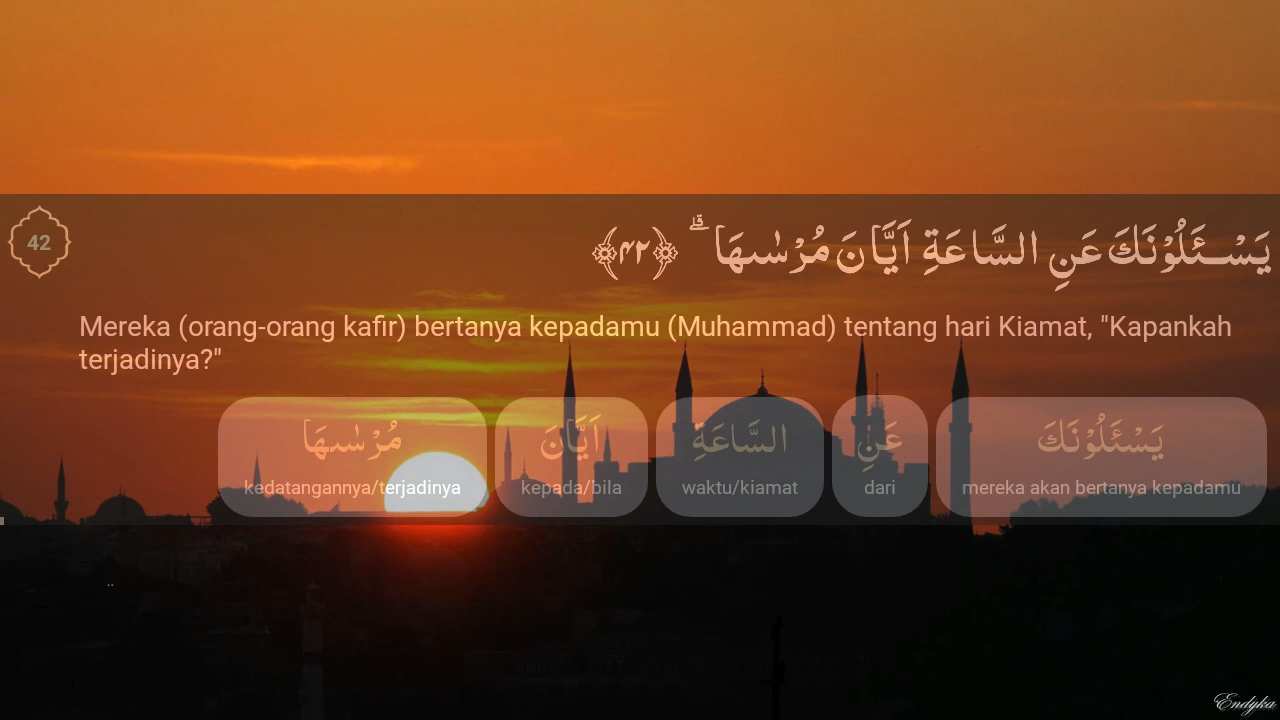 42
يَسْـَٔلُوْنَكَ عَنِ السَّاعَةِ اَيَّانَ مُرْسٰىهَا ۗ ﴿٤٢﴾
Mereka (orang-orang kafir) bertanya kepadamu (Muhammad) tentang hari Kiamat, "Kapankah
terjadinya?"
يَسْـَٔلُوْنَكَ عَنِ السَّاعَةِ اَيَّانَ مُرْسٰىهَا
mereka akan bertanya kepadamu dari waktu/kiamat kepada/bila kedatangannya/terjadinya
Endyka